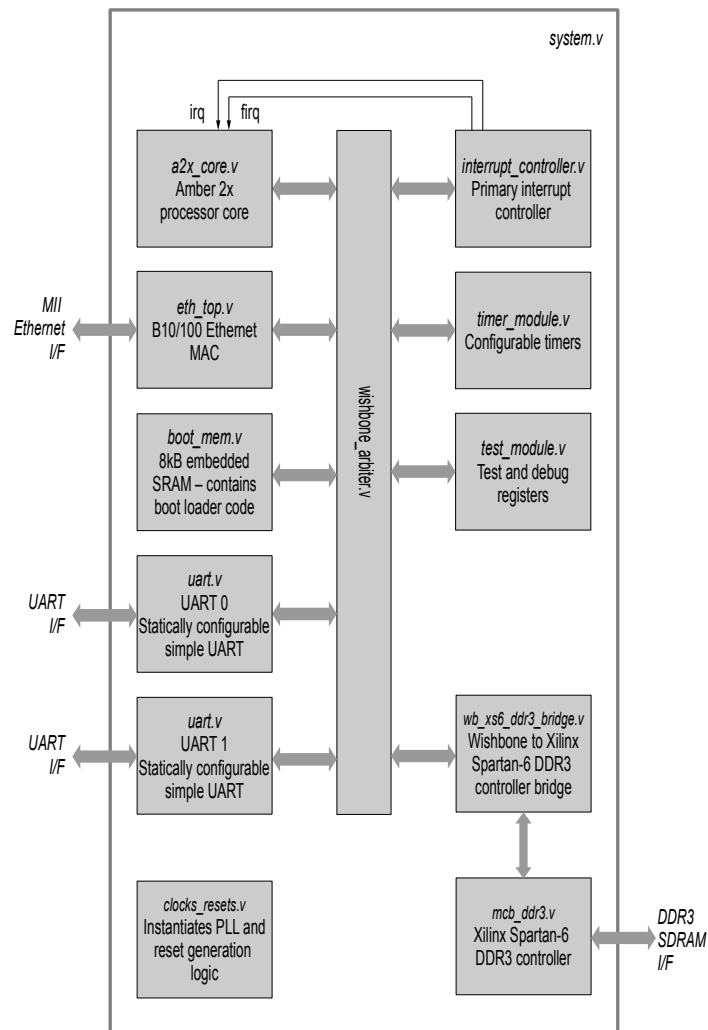 system.v
irq
firq
a2x_core.v
Amber 2x
processor core
interrupt_controller.v
Primary interrupt
controller
MII
Ethernet
I/F
eth_top.v
B10/100 Ethernet
MAC
timer_module.v
Configurable timers
wishbone_arbiter.v
boot_mem.v
8kB embedded
SRAM – contains
boot loader code
test_module.v
Test and debug
registers
UART
I/F
uart.v
UART 0
Statically configurable
simple UART
UART
I/F
uart.v
UART 1
Statically configurable
simple UART
wb_xs6_ddr3_bridge.v
Wishbone to Xilinx
Spartan-6 DDR3
controller bridge
clocks_resets.v
Instantiates PLL and
reset generation
logic
mcb_ddr3.v
Xilinx Spartan-6
DDR3 controller
DDR3
SDRAM
I/F